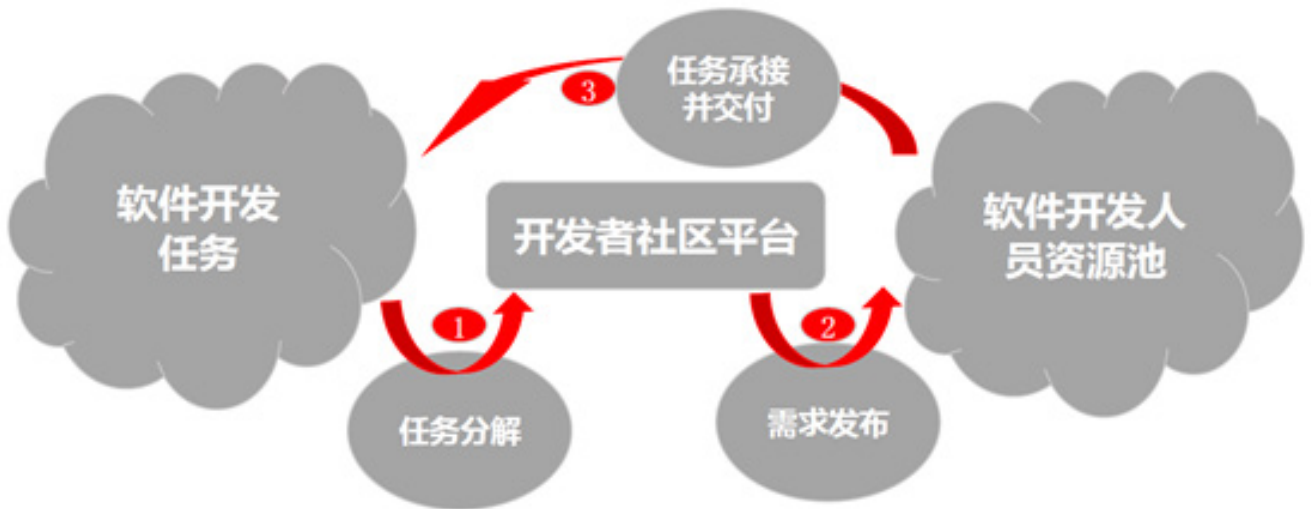 任务承接
并交付
3
软件开发
任务
开发者社区平台
软件开发人
员资源池
1
2
任务分解
需求发布